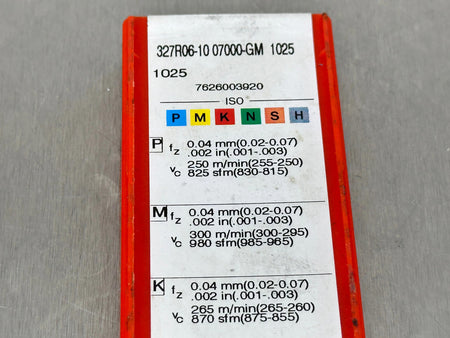 327R06-10 07000-GM 1025
1025
7626003920
ISO
P M K N S H
P fz 0.04 mm(0.02-0.07)
.002 in(.001-.003)
vc 250 m/min(255-250)
825 sfm(830-815)
M fz 0.04 mm(0.02-0.07)
.002 in(.001-.003)
vc 300 m/min(300-295)
980 sfm(985-965)
K fz 0.04 mm(0.02-0.07)
.002 in(.001-.003)
vc 265 m/min(265-260)
870 sfm(875-855)